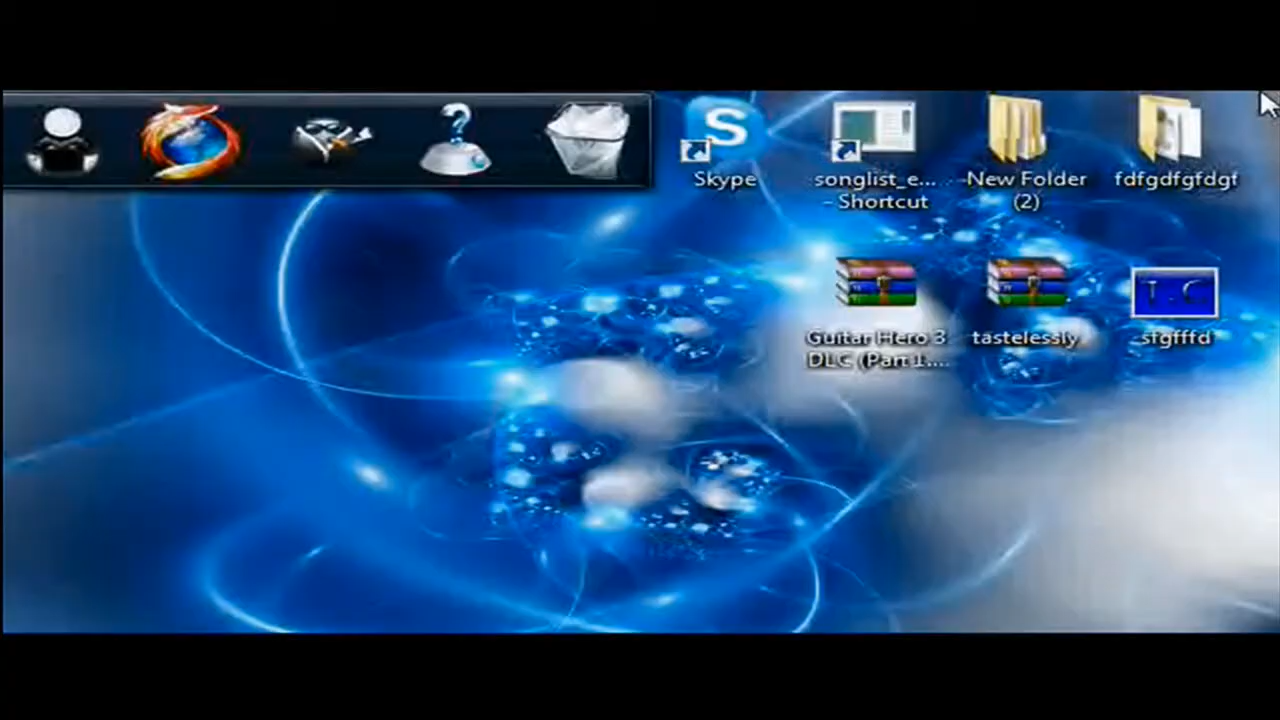 Skype
songlist_e...
- Shortcut
New Folder
(2)
fdfgdfgfdgf
Guitar Hero 3
DLC (Part 1....
tastelessly
sfgfffd
T.C